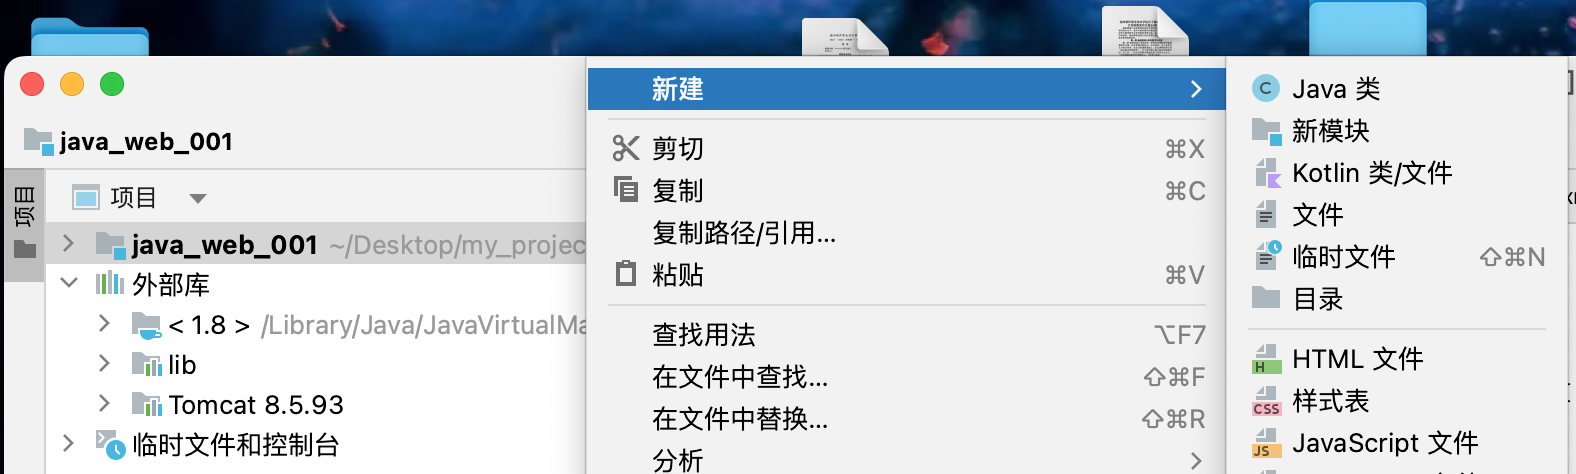 java_web_001
项目
项目
java_web_001 ~/Desktop/my_projec
外部库
< 1.8 > /Library/Java/JavaVirtualMa
lib
Tomcat 8.5.93
临时文件和控制台
新建
剪切 ⌘X
复制 ⌘C
复制路径/引用...
粘贴 ⌘V
查找用法 ⌥F7
在文件中查找... ⇧⌘F
在文件中替换... ⇧⌘R
分析
C Java 类
新模块
Kotlin 类/文件
文件
临时文件 ⇧⌘N
目录
H HTML 文件
CSS 样式表
JS JavaScript 文件